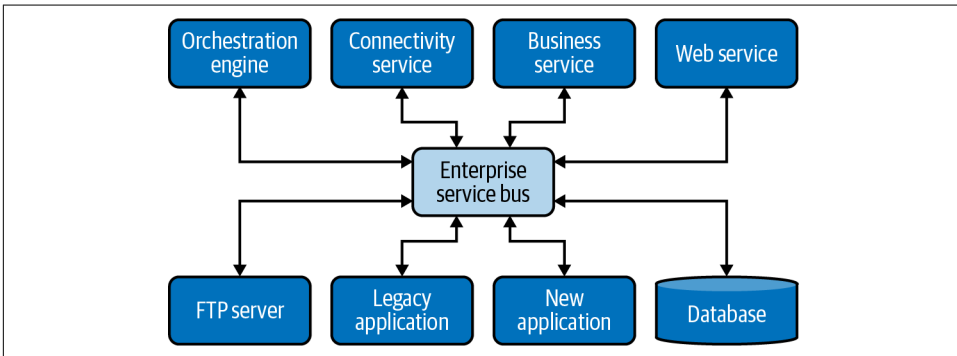 Orchestration
engine
Connectivity
service
Business
service
Web service
Enterprise
service bus
FTP server
Legacy
application
New
application
Database